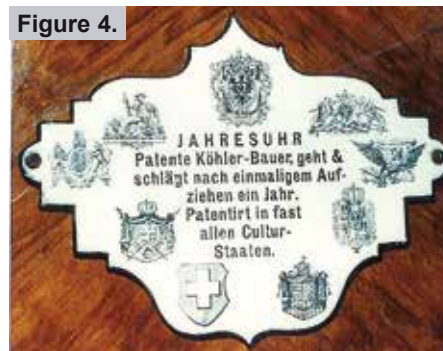 Figure 4.
JAHRESUHR
Patente Köhler-Bauer, geht &
schlägt nach einmaligem Auf-
ziehen ein Jahr.
Patentirt in fast
allen Cultur-
Staaten.